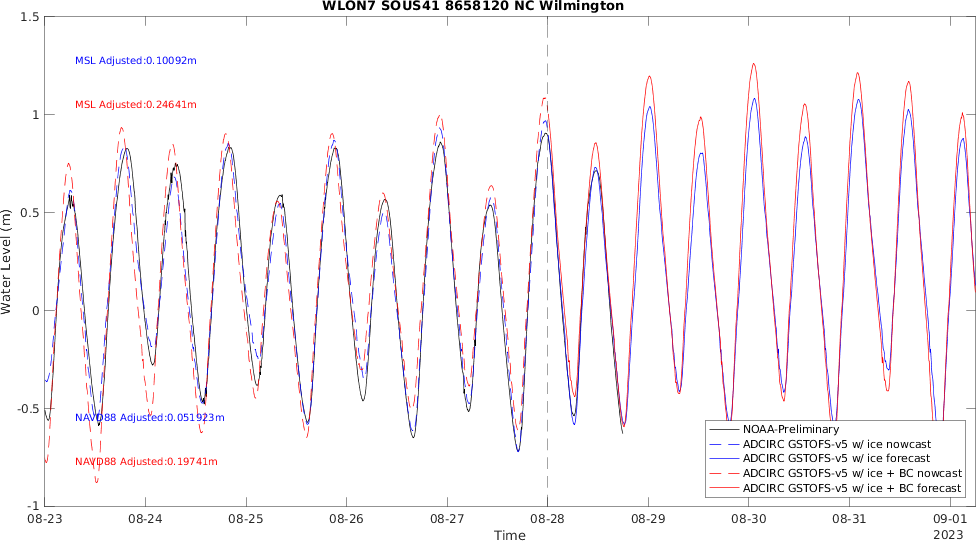 WLON7 SOUS41 8658120 NC Wilmington
1.5
MSL Adjusted:0.10092m
MSL Adjusted:0.24641m
1
0.5
Water Level (m)
0
-0.5
NAVD88 Adjusted:0.051923m
NAVD88 Adjusted:0.19741m
-1
NOAA-Preliminary
ADCIRC GSTOFS-v5 w/ ice nowcast
ADCIRC GSTOFS-v5 w/ ice forecast
ADCIRC GSTOFS-v5 w/ ice + BC nowcast
ADCIRC GSTOFS-v5 w/ ice + BC forecast
08-23 08-24 08-25 08-26 08-27 08-28 08-29 08-30 08-31 09-01
Time
2023